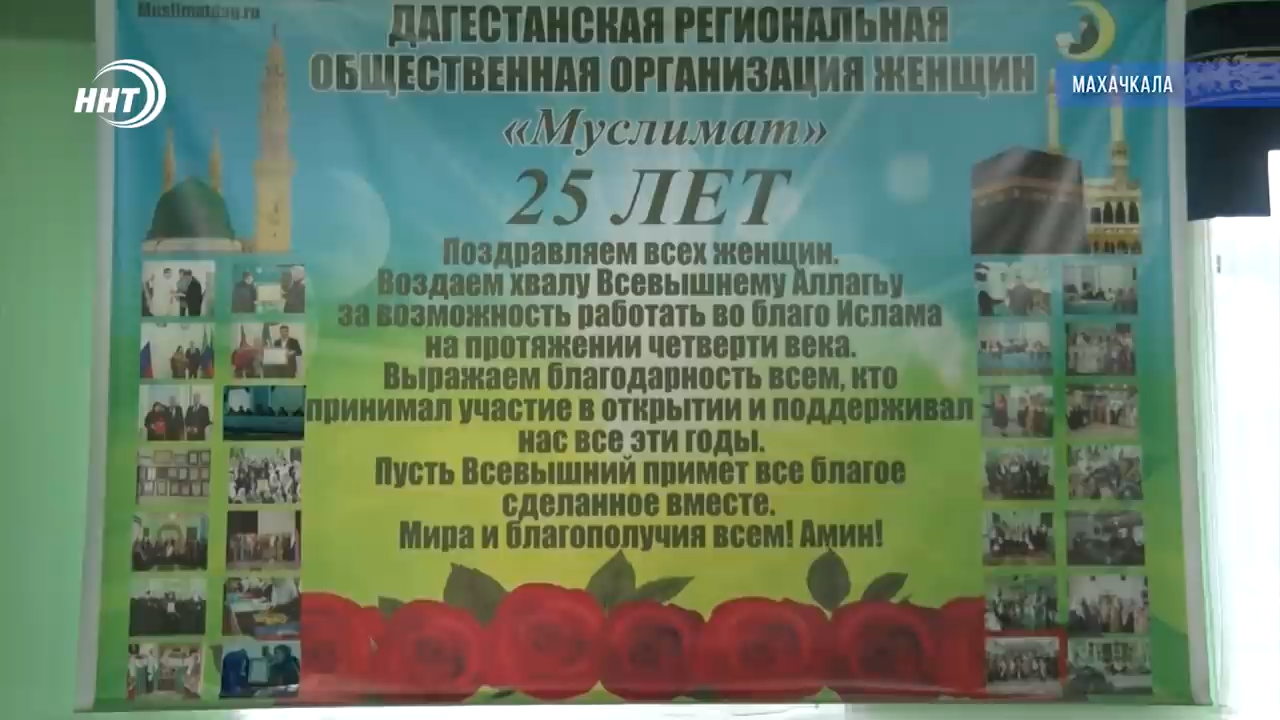 Muslimatdag.ru
ДАГЕСТАНСКАЯ РЕГИОНАЛЬНАЯ
ОБЩЕСТВЕННАЯ ОРГАНИЗАЦИЯ ЖЕНЩИН
ННТ
МАХАЧКАЛА
«Муслимат»
25 ЛЕТ
Поздравляем всех женщин.
Воздаем хвалу Всевышнему Аллагьу
за возможность работать во благо Ислама
на протяжении четверти века.
Выражаем благодарность всем, кто
принимал участие в открытии и поддерживал
нас все эти годы.
Пусть Всевышний примет все благое
сделанное вместе.
Мира и благополучия всем! Амин!